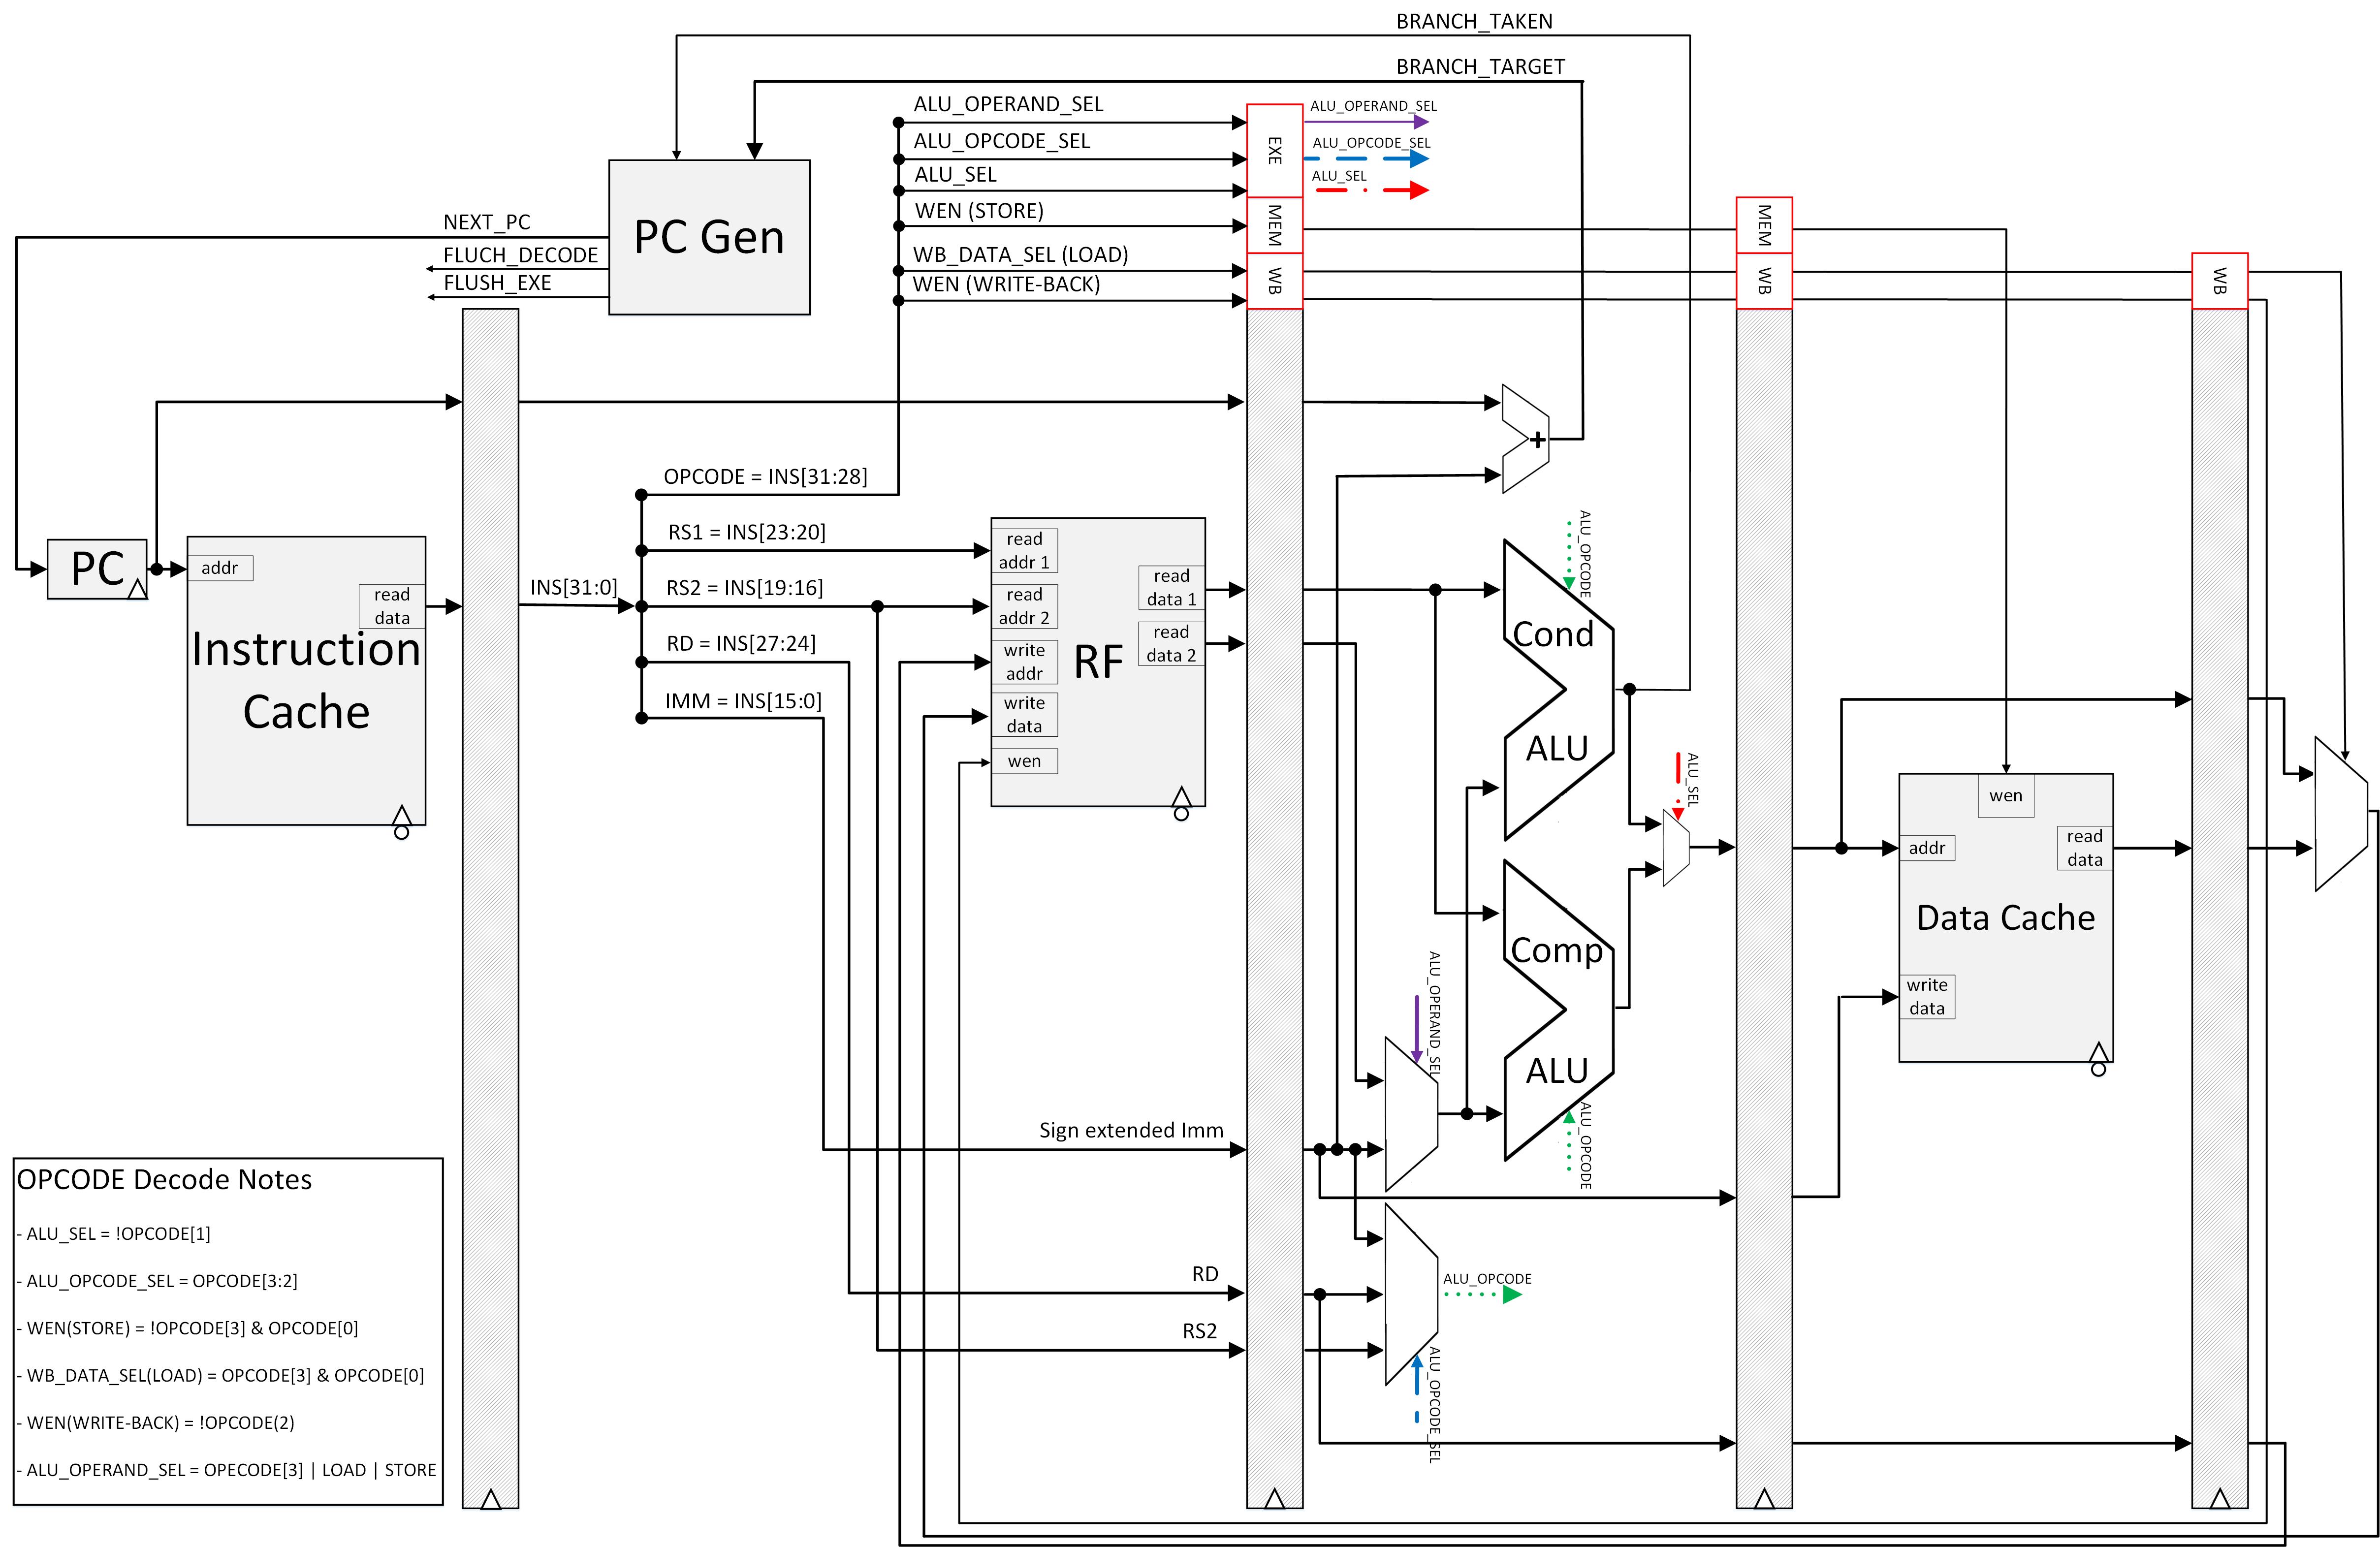 BRANCH_TAKEN
BRANCH_TARGET
ALU_OPERAND_SEL
ALU_OPCODE_SEL
ALU_SEL
WEN (STORE)
WB_DATA_SEL (LOAD)
WEN (WRITE-BACK)
EXE
MEM
WB
ALU_OPERAND_SEL
ALU_OPCODE_SEL
ALU_SEL
MEM
WB
WB
PC Gen
NEXT_PC
FLUCH_DECODE
FLUSH_EXE
PC
addr
read
data
Instruction
Cache
INS[31:0]
OPCODE = INS[31:28]
RS1 = INS[23:20]
RS2 = INS[19:16]
RD = INS[27:24]
IMM = INS[15:0]
read
addr 1
read
addr 2
write
addr
write
data
wen
RF
read
data 1
read
data 2
+
ALU_OPCODE
Cond
ALU
ALU_SEL
Comp
ALU
ALU_OPCODE
ALU_OPERAND_SEL
wen
addr
read
data
Data Cache
write
data
Sign extended Imm
RD
RS2
ALU_OPCODE
ALU_OPCODE_SEL
OPCODE Decode Notes
- ALU_SEL = !OPCODE[1]
- ALU_OPCODE_SEL = OPCODE[3:2]
- WEN(STORE) = !OPCODE[3] & OPCODE[0]
- WB_DATA_SEL(LOAD) = OPCODE[3] & OPCODE[0]
- WEN(WRITE-BACK) = !OPCODE(2)
- ALU_OPERAND_SEL = OPECODE[3] | LOAD | STORE